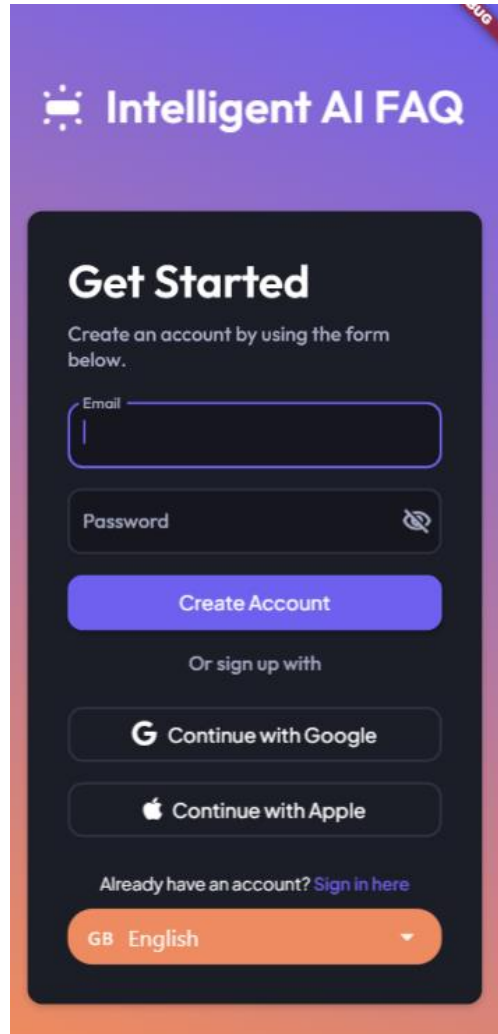 Intelligent AI FAQ
Get Started
Create an account by using the form
below.
Email
Password
Create Account
Or sign up with
Continue with Google
Continue with Apple
Already have an account? Sign in here
GB English